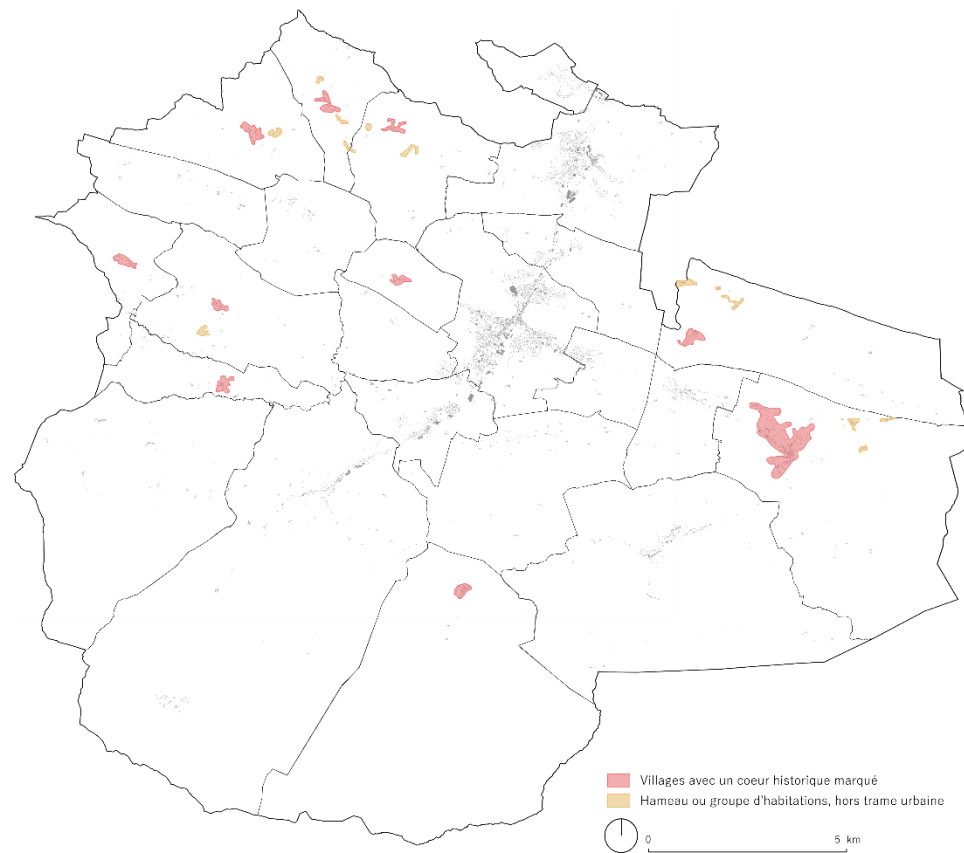 Villages avec un coeur historique marqué
Hameau ou groupe d'habitations, hors trame urbaine
0 5 km